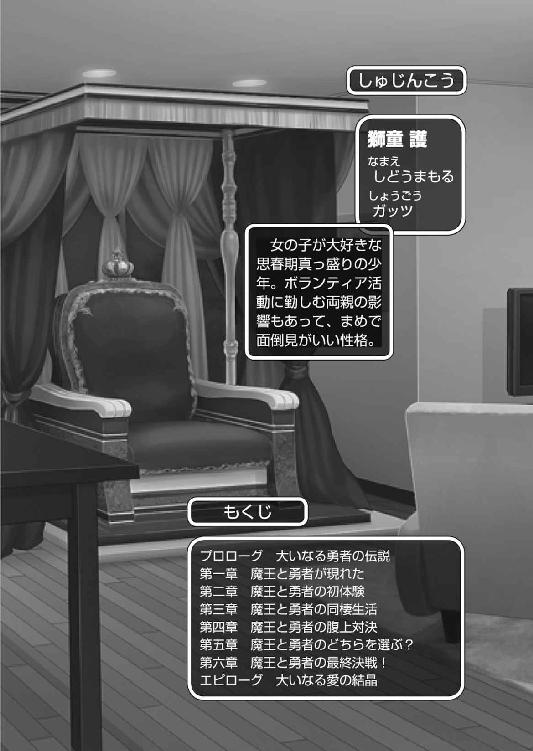 しゅじんこう
獅童 護
なまえ
しどうまもる
しょうごう
ガッツ
女の子が大好きな
思春期真っ盛りの少
年。ボランティア活
動に勤しむ両親の影
響もあって、まめで
面倒見がいい性格。
もくじ
プロローグ　大いなる勇者の伝説
第一章　魔王と勇者が現れた
第二章　魔王と勇者の初体験
第三章　魔王と勇者の同棲生活
第四章　魔王と勇者の腹上対決
第五章　魔王と勇者のどちらを選ぶ？
第六章　魔王と勇者の最終決戦！
エピローグ　大いなる愛の結晶